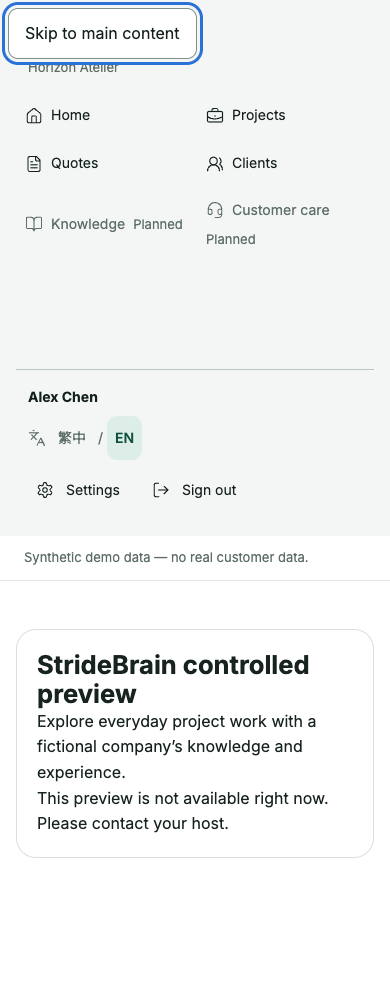 Skip to main content
Horizon Atelier
Home
Projects
Quotes
Clients
Knowledge Planned
Customer care
Planned
Alex Chen
繁中 / EN
Settings
Sign out
Synthetic demo data — no real customer data.
StrideBrain controlled
preview
Explore everyday project work with a
fictional company’s knowledge and
experience.
This preview is not available right now.
Please contact your host.